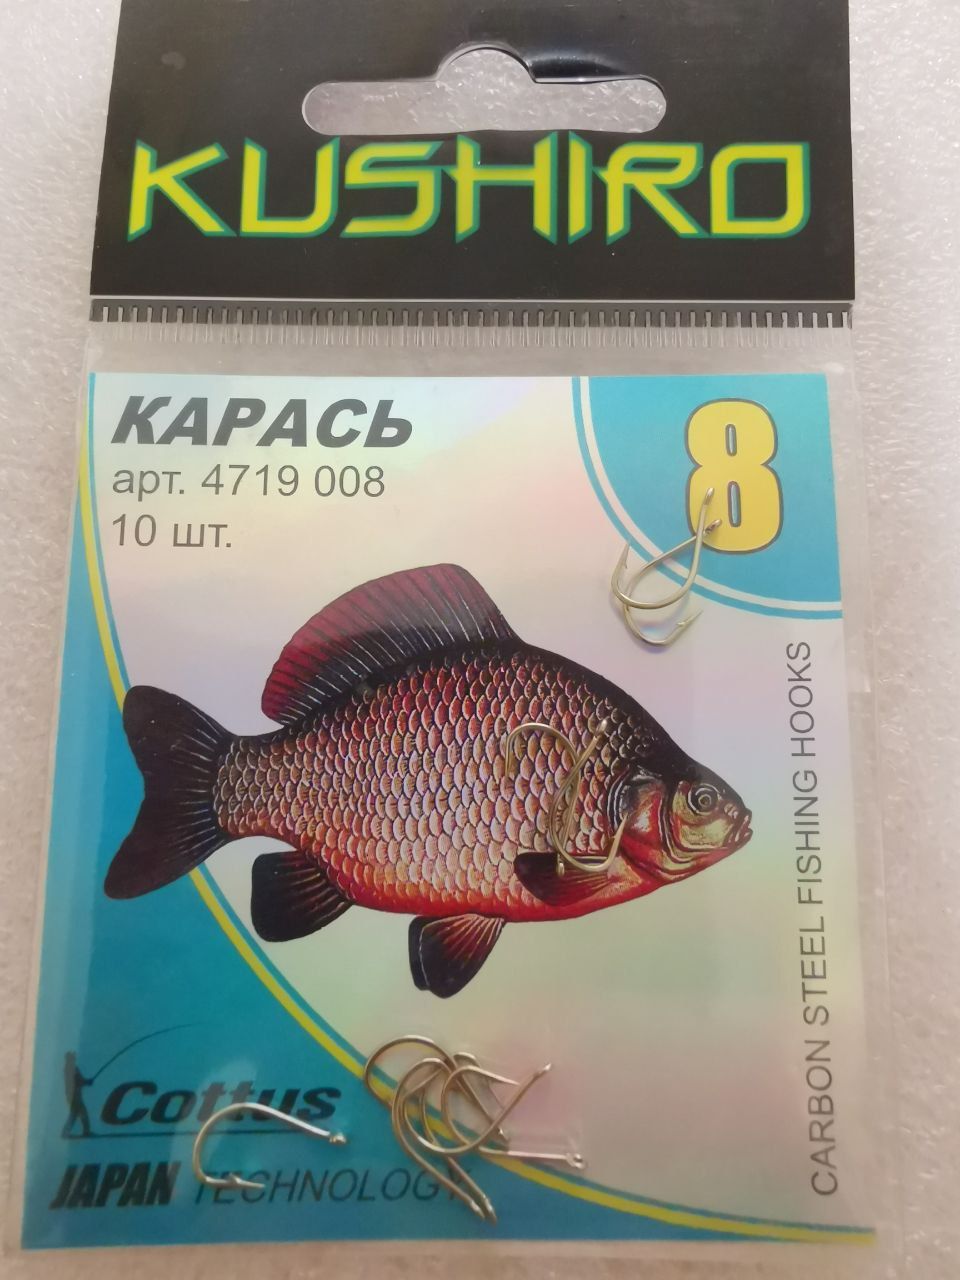 KUSHIRO
КАРАСЬ
арт. 4719 008
10 шт.
8
CARBON STEEL FISHING HOOKS
Cottus
JAPAN TECHNOLOGY